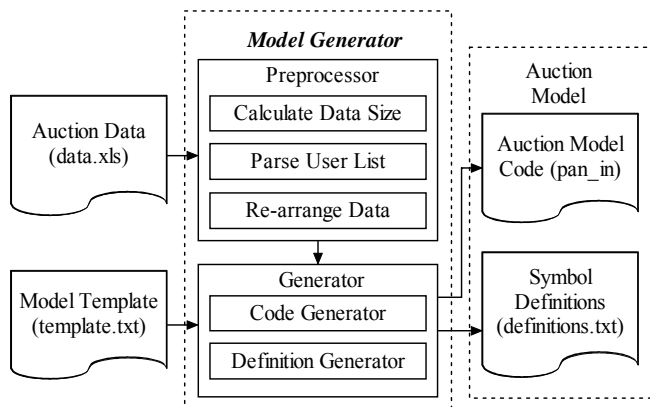 Model Generator
Preprocessor
Calculate Data Size
Parse User List
Re-arrange Data
Auction Data
(data.xls)
Auction
Model
Auction Model
Code (pan_in)
Model Template
(template.txt)
Generator
Code Generator
Definition Generator
Symbol
Definitions
(definitions.txt)